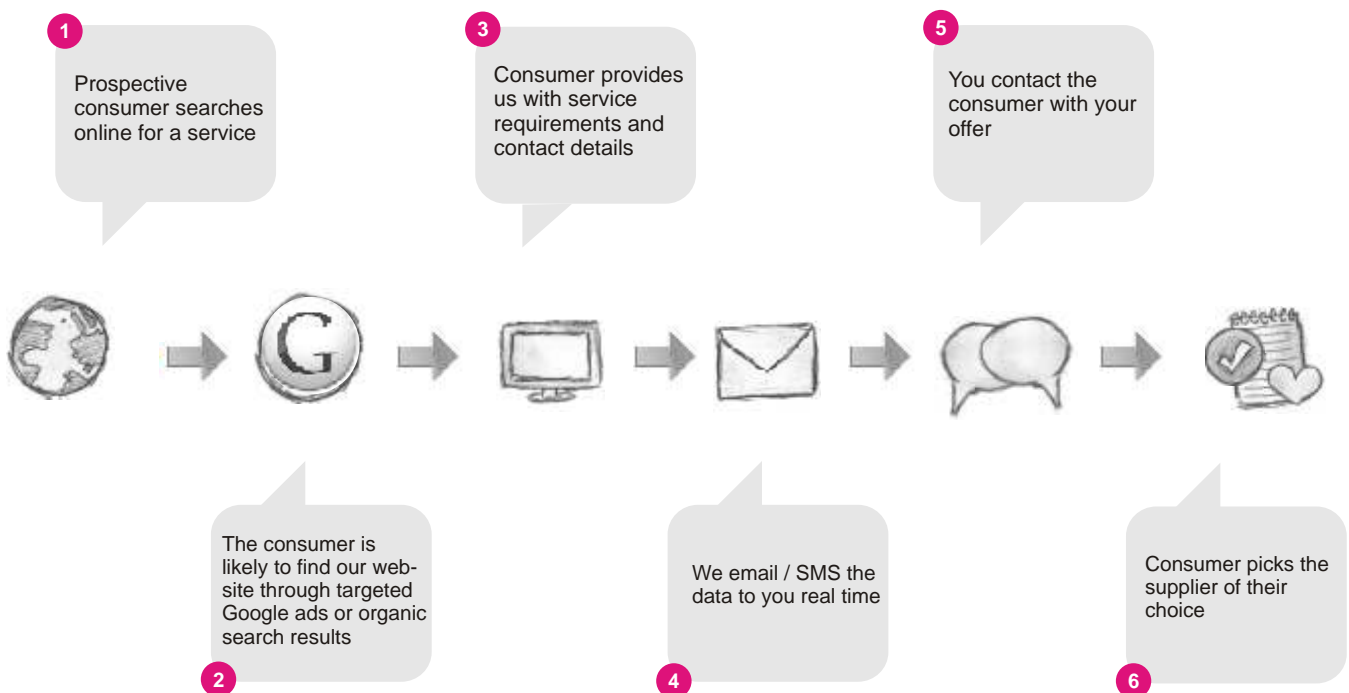 1
Prospective
consumer searches
online for a service
G
2
The consumer is
likely to find our web-
site through targeted
Google ads or organic
search results
3
Consumer provides
us with service
requirements and
contact details
4
We email / SMS the
data to you real time
5
You contact the
consumer with your
offer
6
Consumer picks the
supplier of their
choice